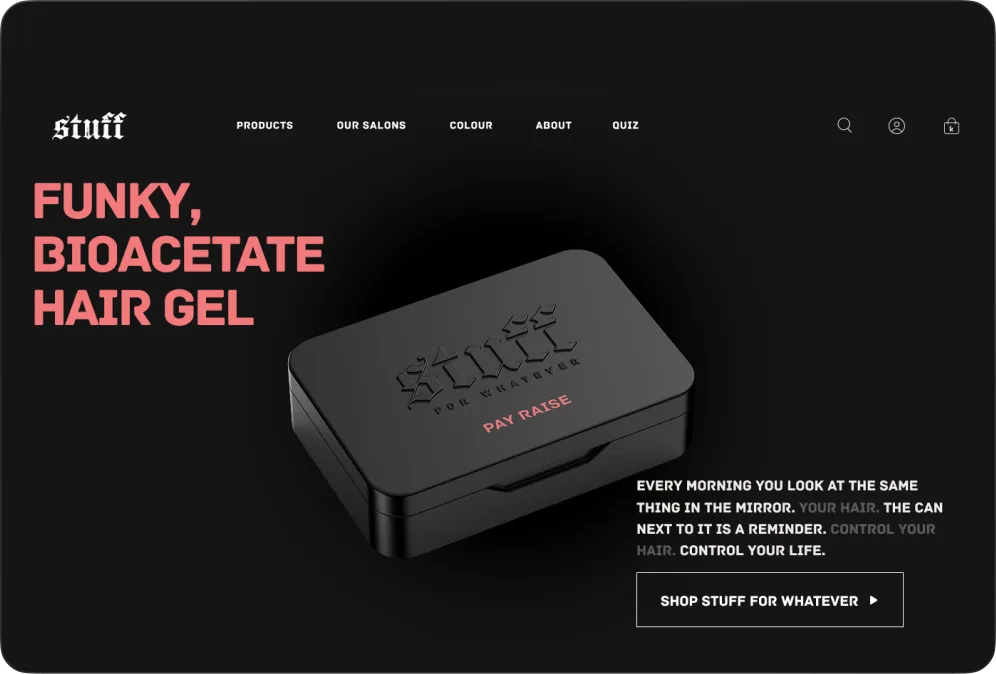 stuff
PRODUCTS
OUR SALONS
COLOUR
ABOUT
QUIZ
k
FUNKY,
BIOACETATE
HAIR GEL
stuff
FOR WHATEVER
PAY RAISE
EVERY MORNING YOU LOOK AT THE SAME
THING IN THE MIRROR. YOUR HAIR. THE CAN
NEXT TO IT IS A REMINDER. CONTROL YOUR
HAIR. CONTROL YOUR LIFE.
SHOP STUFF FOR WHATEVER